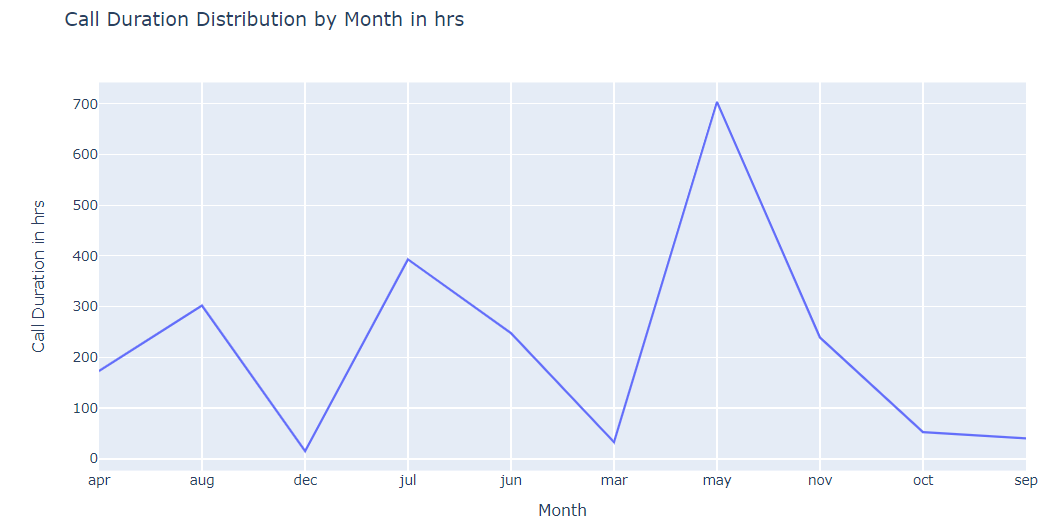 Call Duration Distribution by Month in hrs
700
600
500
400
300
200
100
0
Call Duration in hrs
apr aug dec jul jun mar may nov oct sep
Month